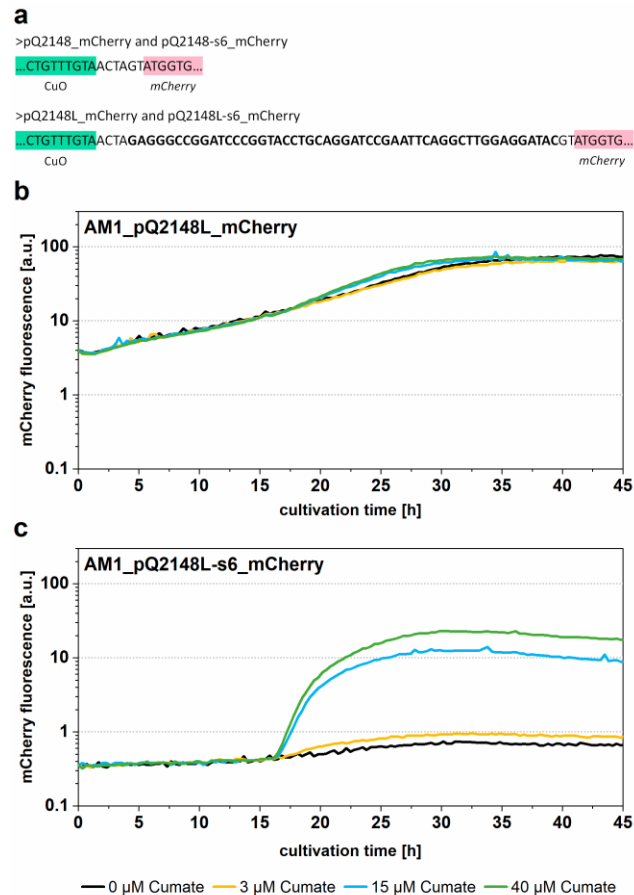 a
>pQ2148_mCherry and pQ2148-s6_mCherry
...CTGTTTGTAACTAGTATGGTG...
CuO mCherry
>pQ2148L_mCherry and pQ2148L-s6_mCherry
...CTGTTTGTAACTAGAGGGCCGGATCCCGGTACCTGCAGGATCCGAATTCAGGCTTGGAGGATACGTATGGTG...
CuO mCherry
b
AM1_pQ2148L_mCherry
mCherry fluorescence [a.u.]
100
10
1
0.1
0 5 10 15 20 25 30 35 40 45
cultivation time [h]
c
AM1_pQ2148L-s6_mCherry
mCherry fluorescence [a.u.]
100
10
1
0.1
0 5 10 15 20 25 30 35 40 45
cultivation time [h]
0 µM Cumate 3 µM Cumate 15 µM Cumate 40 µM Cumate